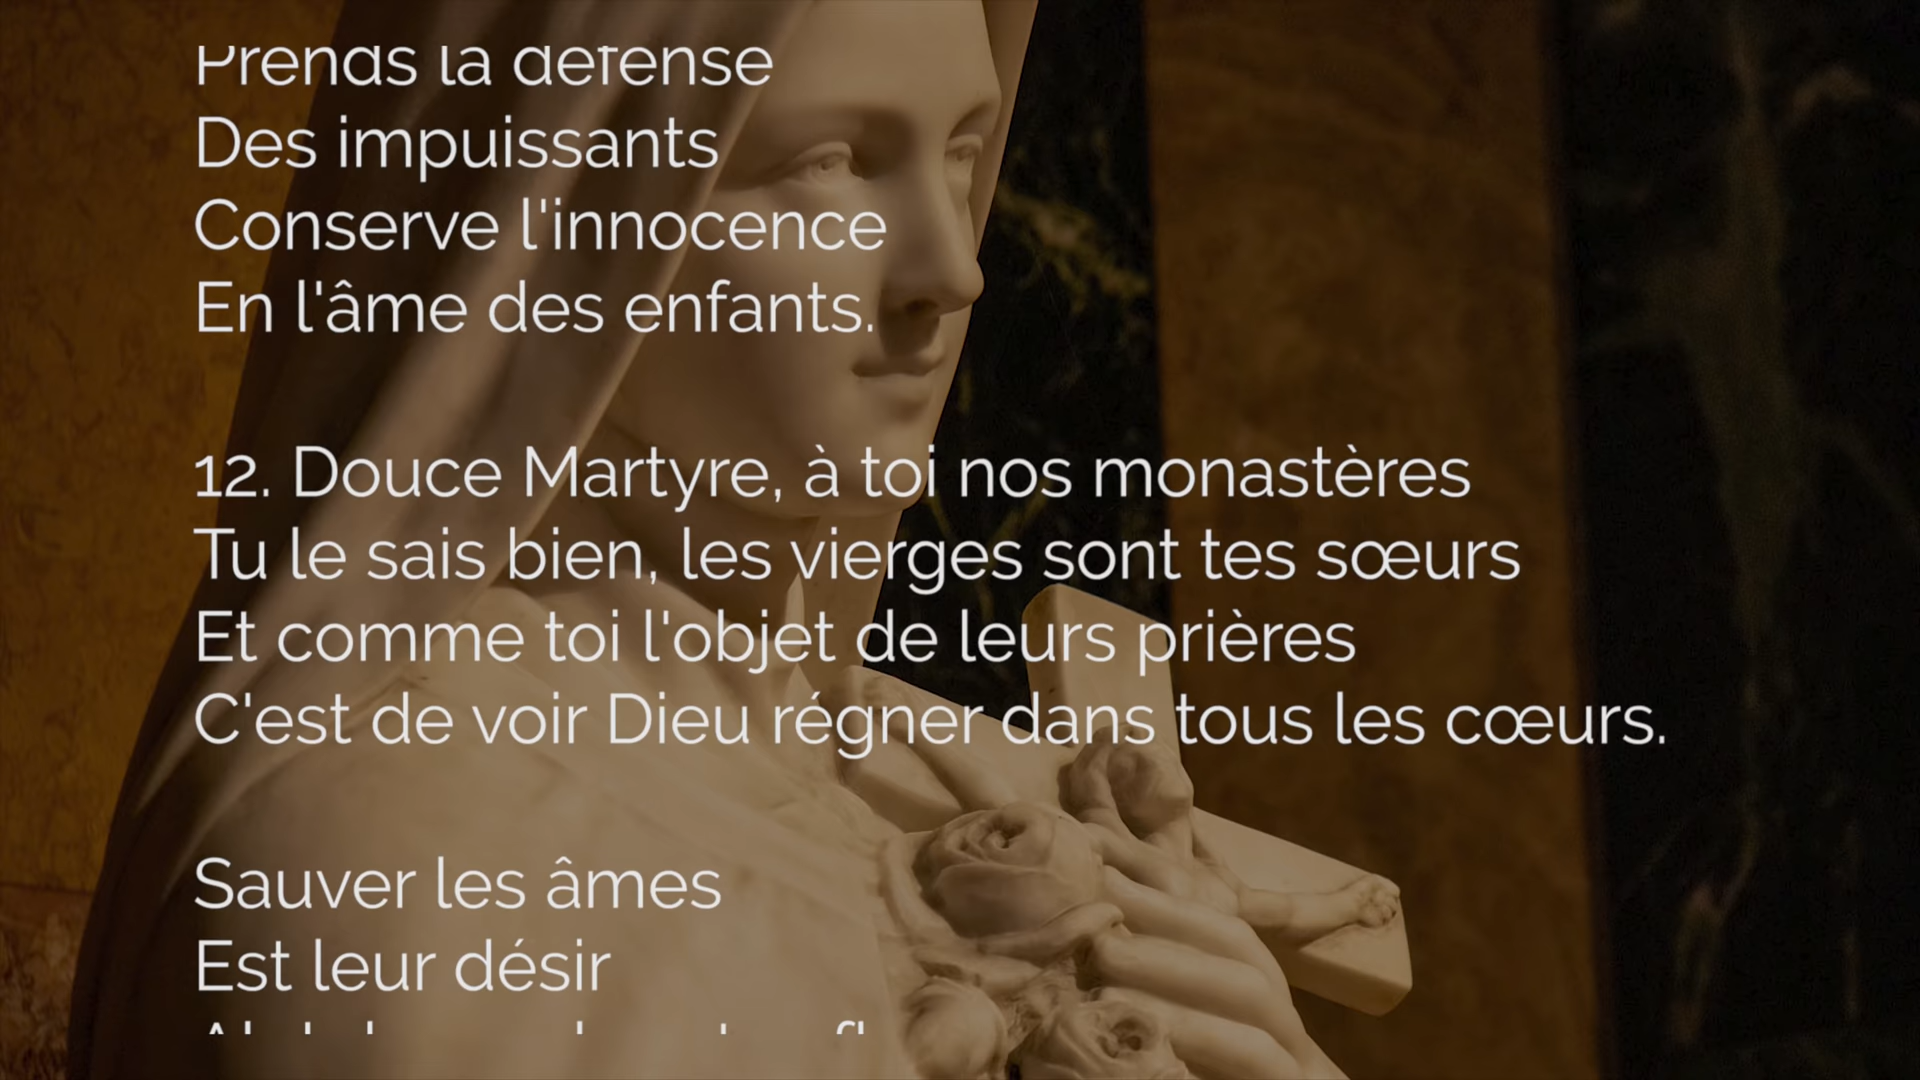 Prends la défense
Des impuissants
Conserve l'innocence
En l'âme des enfants.
12. Douce Martyre, à toi nos monastères
Tu le sais bien, les vierges sont tes sœurs
Et comme toi l'objet de leurs prières
C'est de voir Dieu régner dans tous les cœurs.
Sauver les âmes
Est leur désir